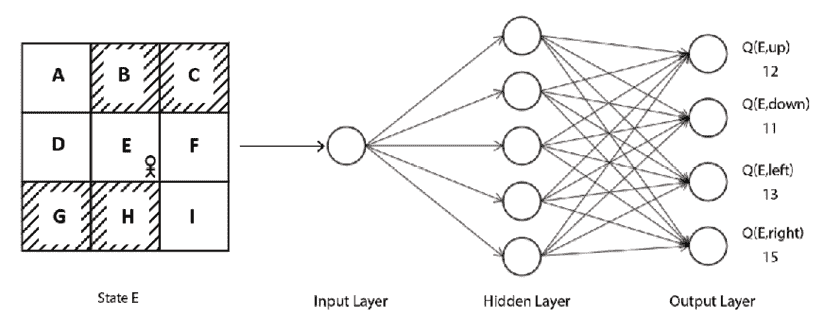 A B C
D E F
G H I
State E
Input Layer
Hidden Layer
Output Layer
Q(E,up)
12
Q(E,down)
11
Q(E,left)
13
Q(E,right)
15